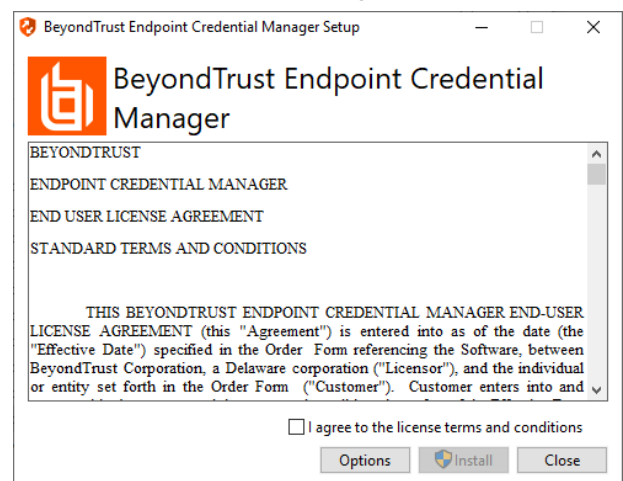 BeyondTrust Endpoint Credential Manager Setup
BeyondTrust Endpoint Credential
Manager
BEYONDTRUST
ENDPOINT CREDENTIAL MANAGER
END USER LICENSE AGREEMENT
STANDARD TERMS AND CONDITIONS
THIS BEYONDTRUST ENDPOINT CREDENTIAL MANAGER END-USER
LICENSE AGREEMENT (this "Agreement") is entered into as of the date (the
"Effective Date") specified in the Order Form referencing the Software, between
BeyondTrust Corporation, a Delaware corporation ("Licensor"), and the individual
or entity set forth in the Order Form ("Customer"). Customer enters into and
I agree to the license terms and conditions
Options
Install
Close